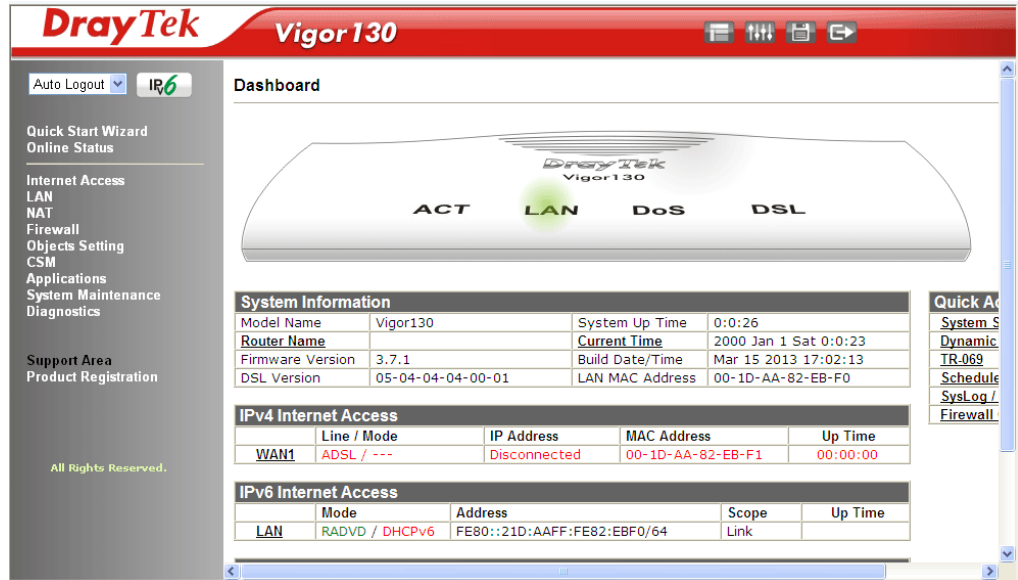 DrayTek
Vigor130
Auto Logout
IPv6
Quick Start Wizard
Online Status
Internet Access
LAN
NAT
Firewall
Objects Setting
CSM
Applications
System Maintenance
Diagnostics
Support Area
Product Registration
All Rights Reserved.
Dashboard
DrayTek
Vigor130
ACT LAN DoS DSL
System Information
Model Name Vigor130 System Up Time 0:0:26
Router Name Current Time 2000 Jan 1 Sat 0:0:23
Firmware Version 3.7.1 Build Date/Time Mar 15 2013 17:02:13
DSL Version 05-04-04-04-00-01 LAN MAC Address 00-1D-AA-82-EB-F0
IPv4 Internet Access
Line / Mode IP Address MAC Address Up Time
WAN1 ADSL / --- Disconnected 00-1D-AA-82-EB-F1 00:00:00
IPv6 Internet Access
Mode Address Scope Up Time
LAN RADVD / DHCPv6 FE80::21D:AAFF:FE82:EBF0/64 Link
Quick
System
Dynamic
TR-069
Schedule
SysLog /
Firewall